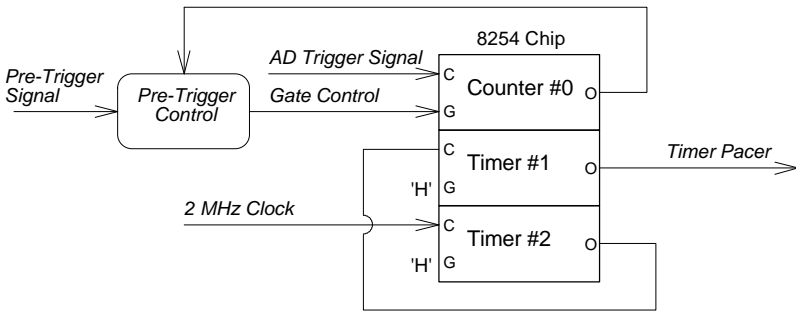 8254 Chip
AD Trigger Signal
C
Counter #0
O
Pre-Trigger
Signal
Pre-Trigger
Control
Gate Control
G
C
Timer #1
O
Timer Pacer
'H'
G
2 MHz Clock
C
Timer #2
O
'H'
G